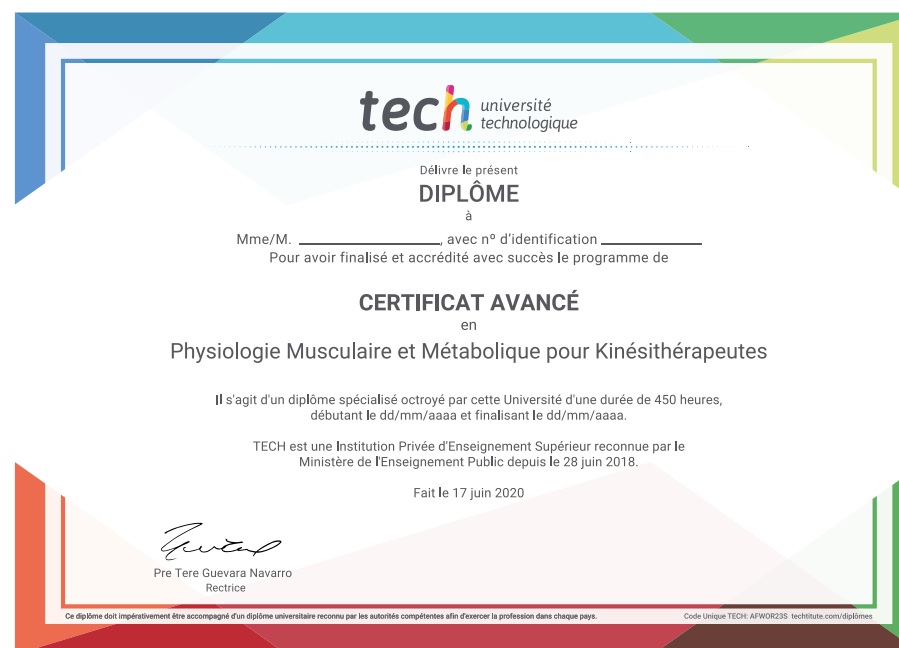 tech université
technologique
Délivre le présent
DIPLÔME
à
Mme/M. ____________________, avec nº d'identification ______________
Pour avoir finalisé et accrédité avec succès le programme de
CERTIFICAT AVANCÉ
en
Physiologie Musculaire et Métabolique pour Kinésithérapeutes
Il s'agit d'un diplôme spécialisé octroyé par cette Université d'une durée de 450 heures,
débutant le dd/mm/aaaa et finalisant le dd/mm/aaaa.
TECH est une Institution Privée d'Enseignement Supérieur reconnue par le
Ministère de l'Enseignement Public depuis le 28 juin 2018.
Fait le 17 juin 2020
Pre Tere Guevara Navarro
Rectrice
Ce diplôme doit impérativement être accompagné d'un diplôme universitaire reconnu par les autorités compétentes afin d'exercer la profession dans chaque pays.
Code Unique TECH: AFWOR23S techtitute.com/diplômes